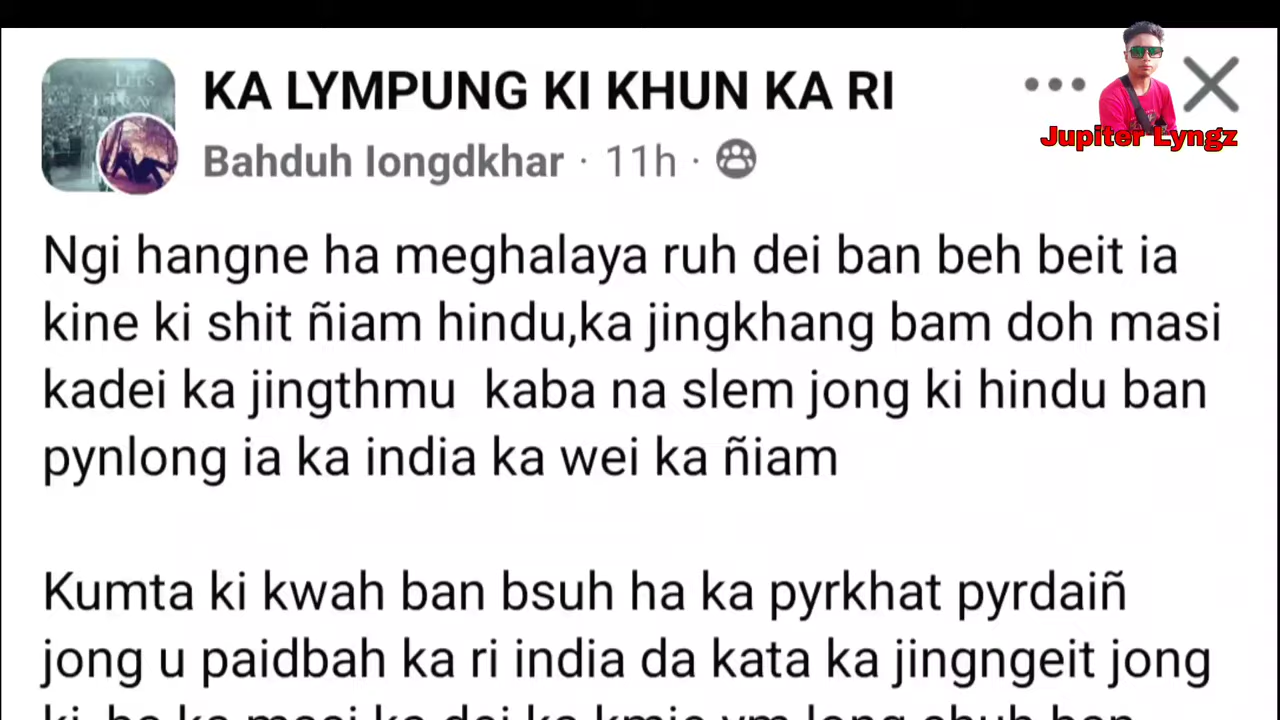 KA LYMPUNG KI KHUN KA RI
Bahduh Iongdkhar · 11h ·
Jupiter Lyngz
Ngi hangne ha meghalaya ruh dei ban beh beit ia
kine ki shit ñiam hindu,ka jingkhang bam doh masi
kadei ka jingthmu kaba na slem jong ki hindu ban
pynlong ia ka india ka wei ka ñiam
Kumta ki kwah ban bsuh ha ka pyrkhat pyrdaiñ
jong u paidbah ka ri india da kata ka jingngeit jong